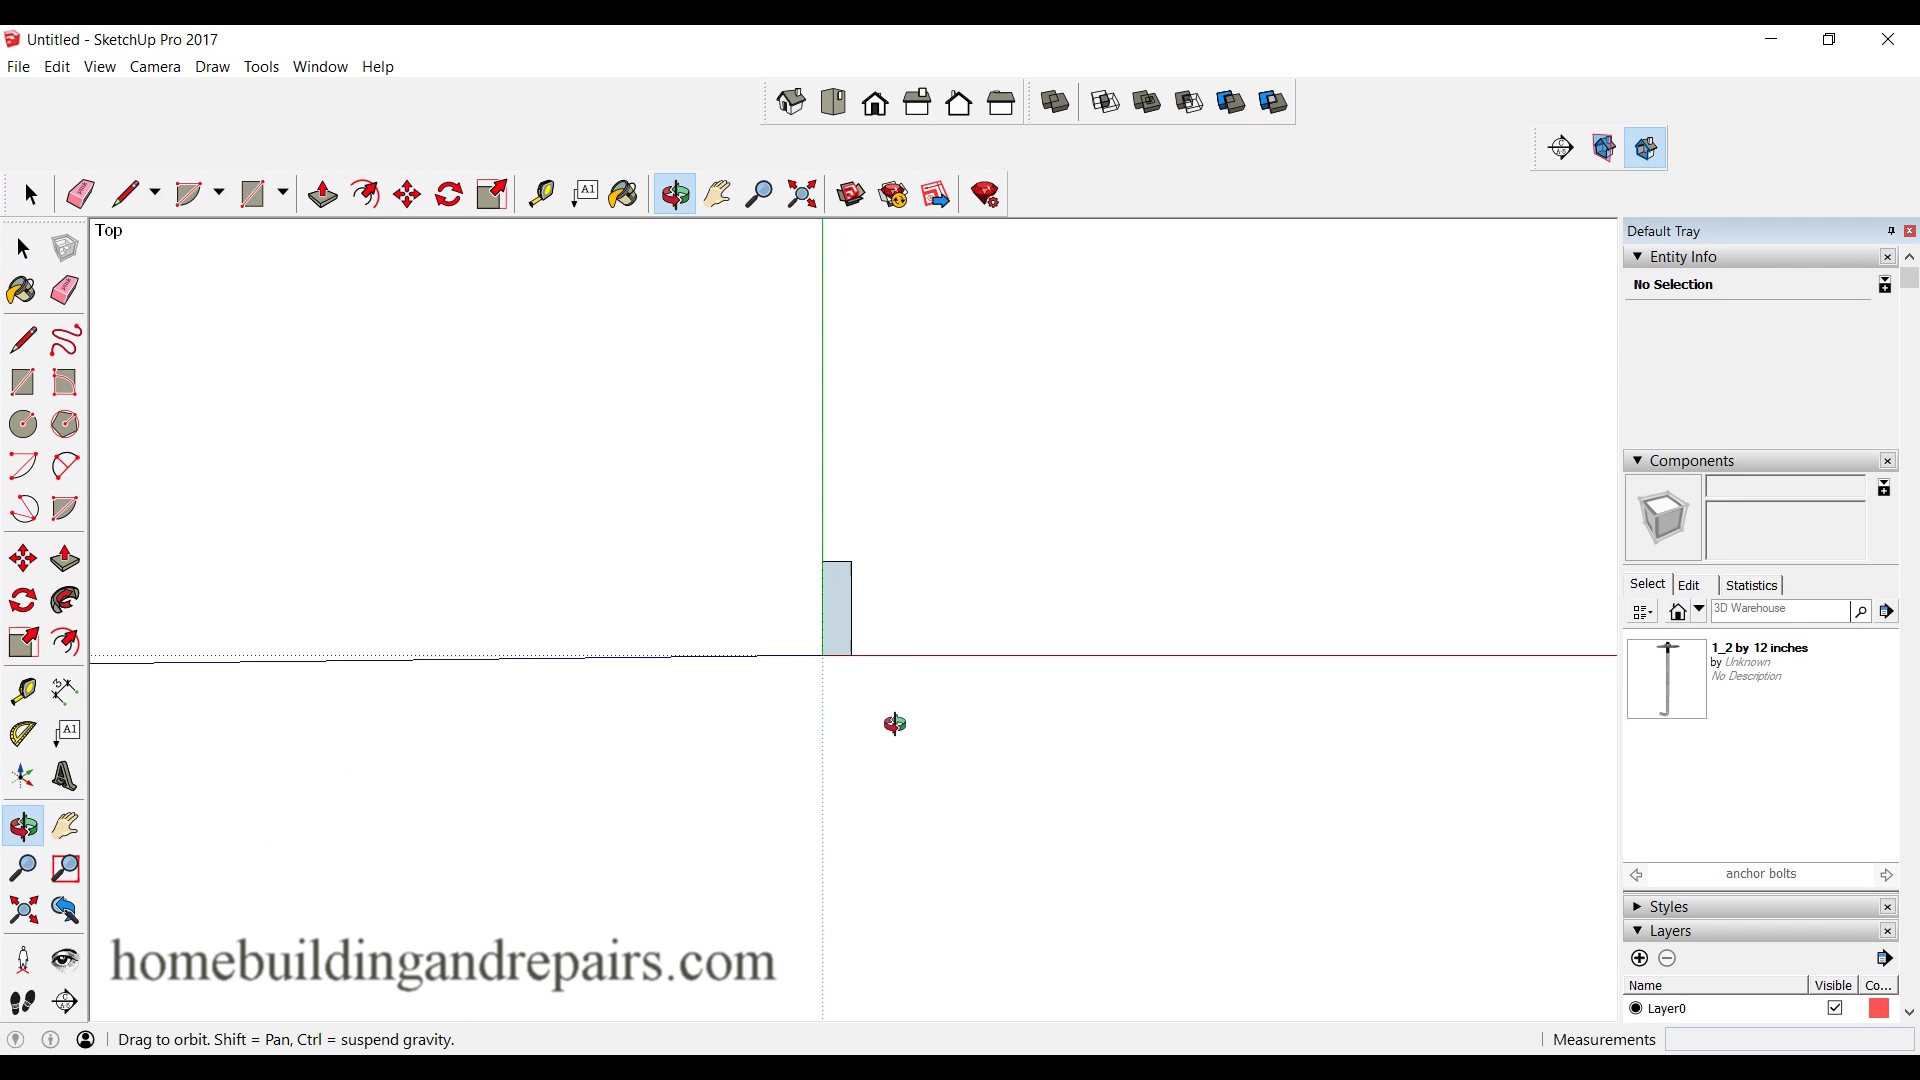 Untitled - SketchUp Pro 2017
File Edit View Camera Draw Tools Window Help
A1
Top
Default Tray
Entity Info
No Selection
Components
Select Edit Statistics
3D Warehouse
1_2 by 12 inches
by Unknown
No Description
A1
anchor bolts
Styles
Layers
Name Visible Co...
Layer0
homebuildingandrepairs.com
Drag to orbit. Shift = Pan, Ctrl = suspend gravity.
Measurements